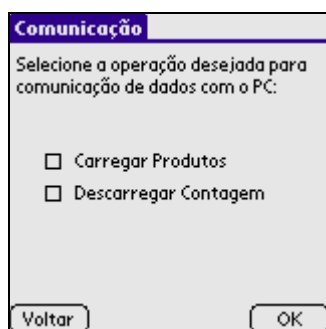 Comunicação
Selecione a operação desejada para
comunicação de dados com o PC:
Carregar Produtos
Descarregar Contagem
Voltar
OK